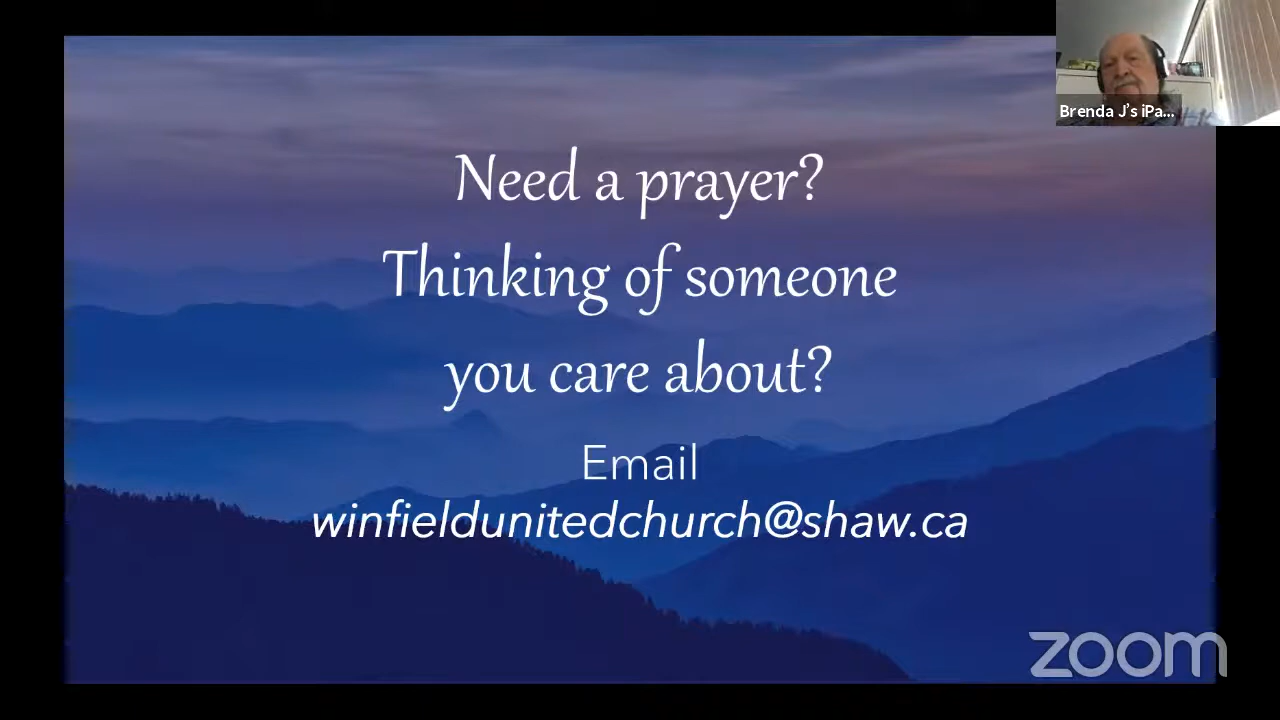 Brenda J's iPa...
Need a prayer?
Thinking of someone
you care about?
Email
winfieldunitedchurch@shaw.ca
zoom